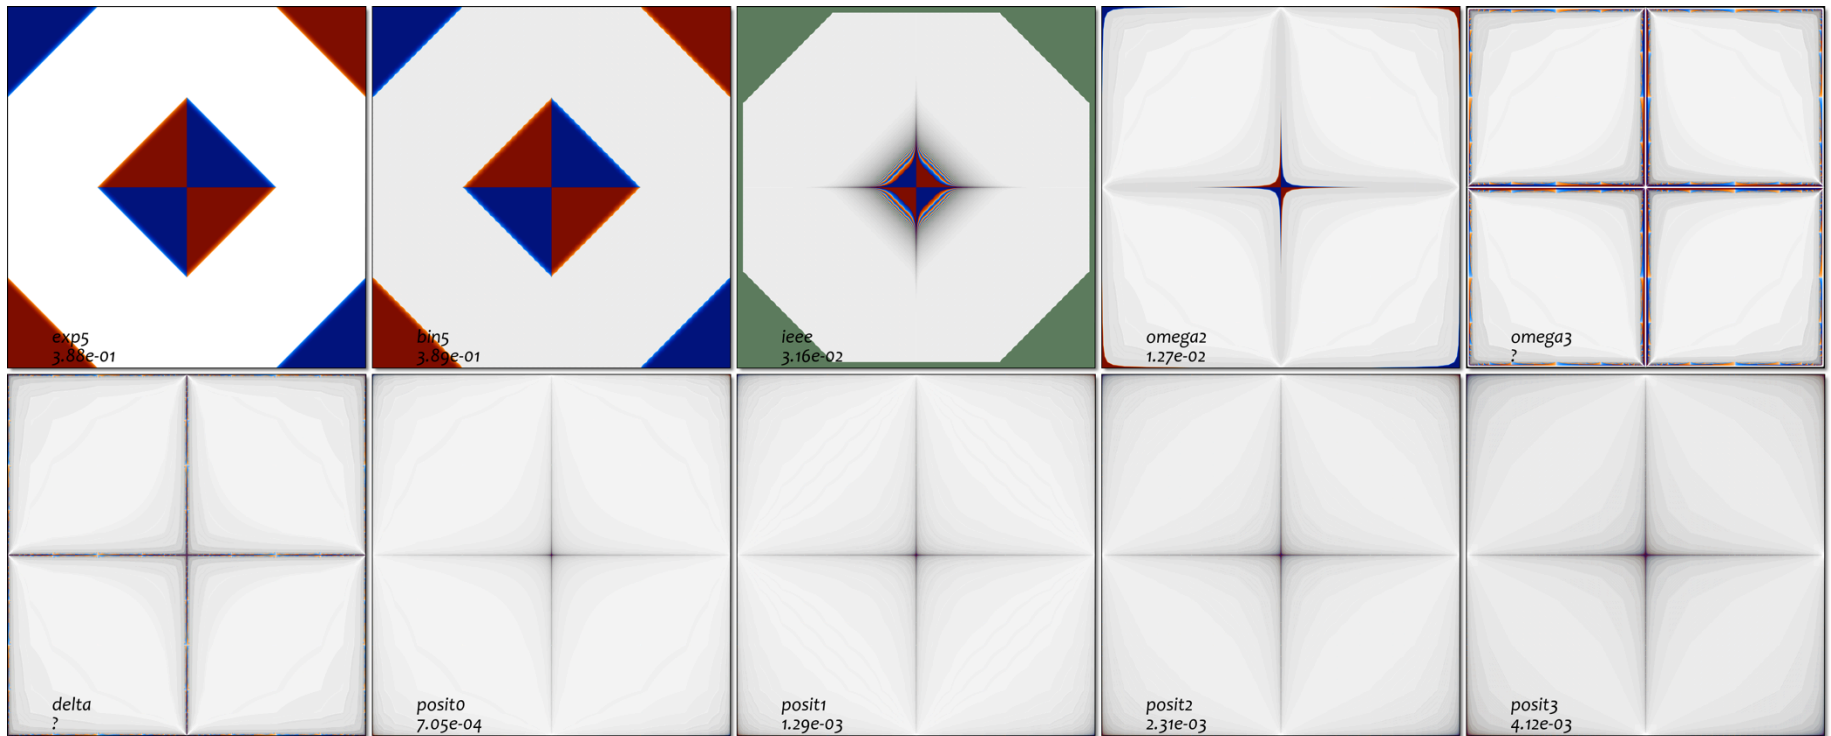 exp5
3.88e-01
bin5
3.89e-01
ieee
3.16e-02
omega2
1.27e-02
omega3
?
delta
?
posit0
7.05e-04
posit1
1.29e-03
posit2
2.31e-03
posit3
4.12e-03